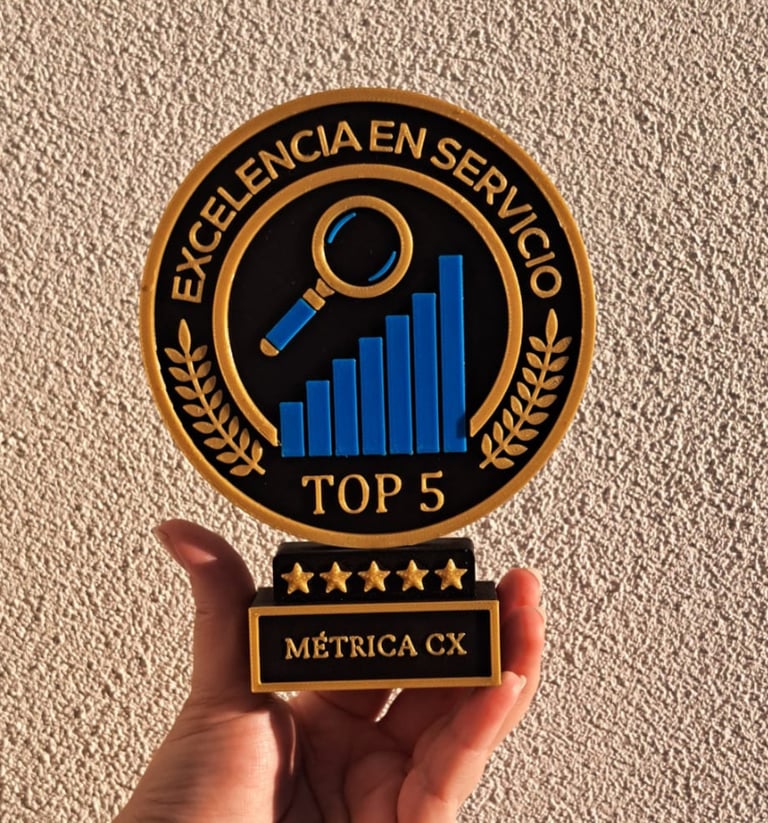 EXCELENCIA EN SERVICIO
TOP 5
MÉTRICA CX